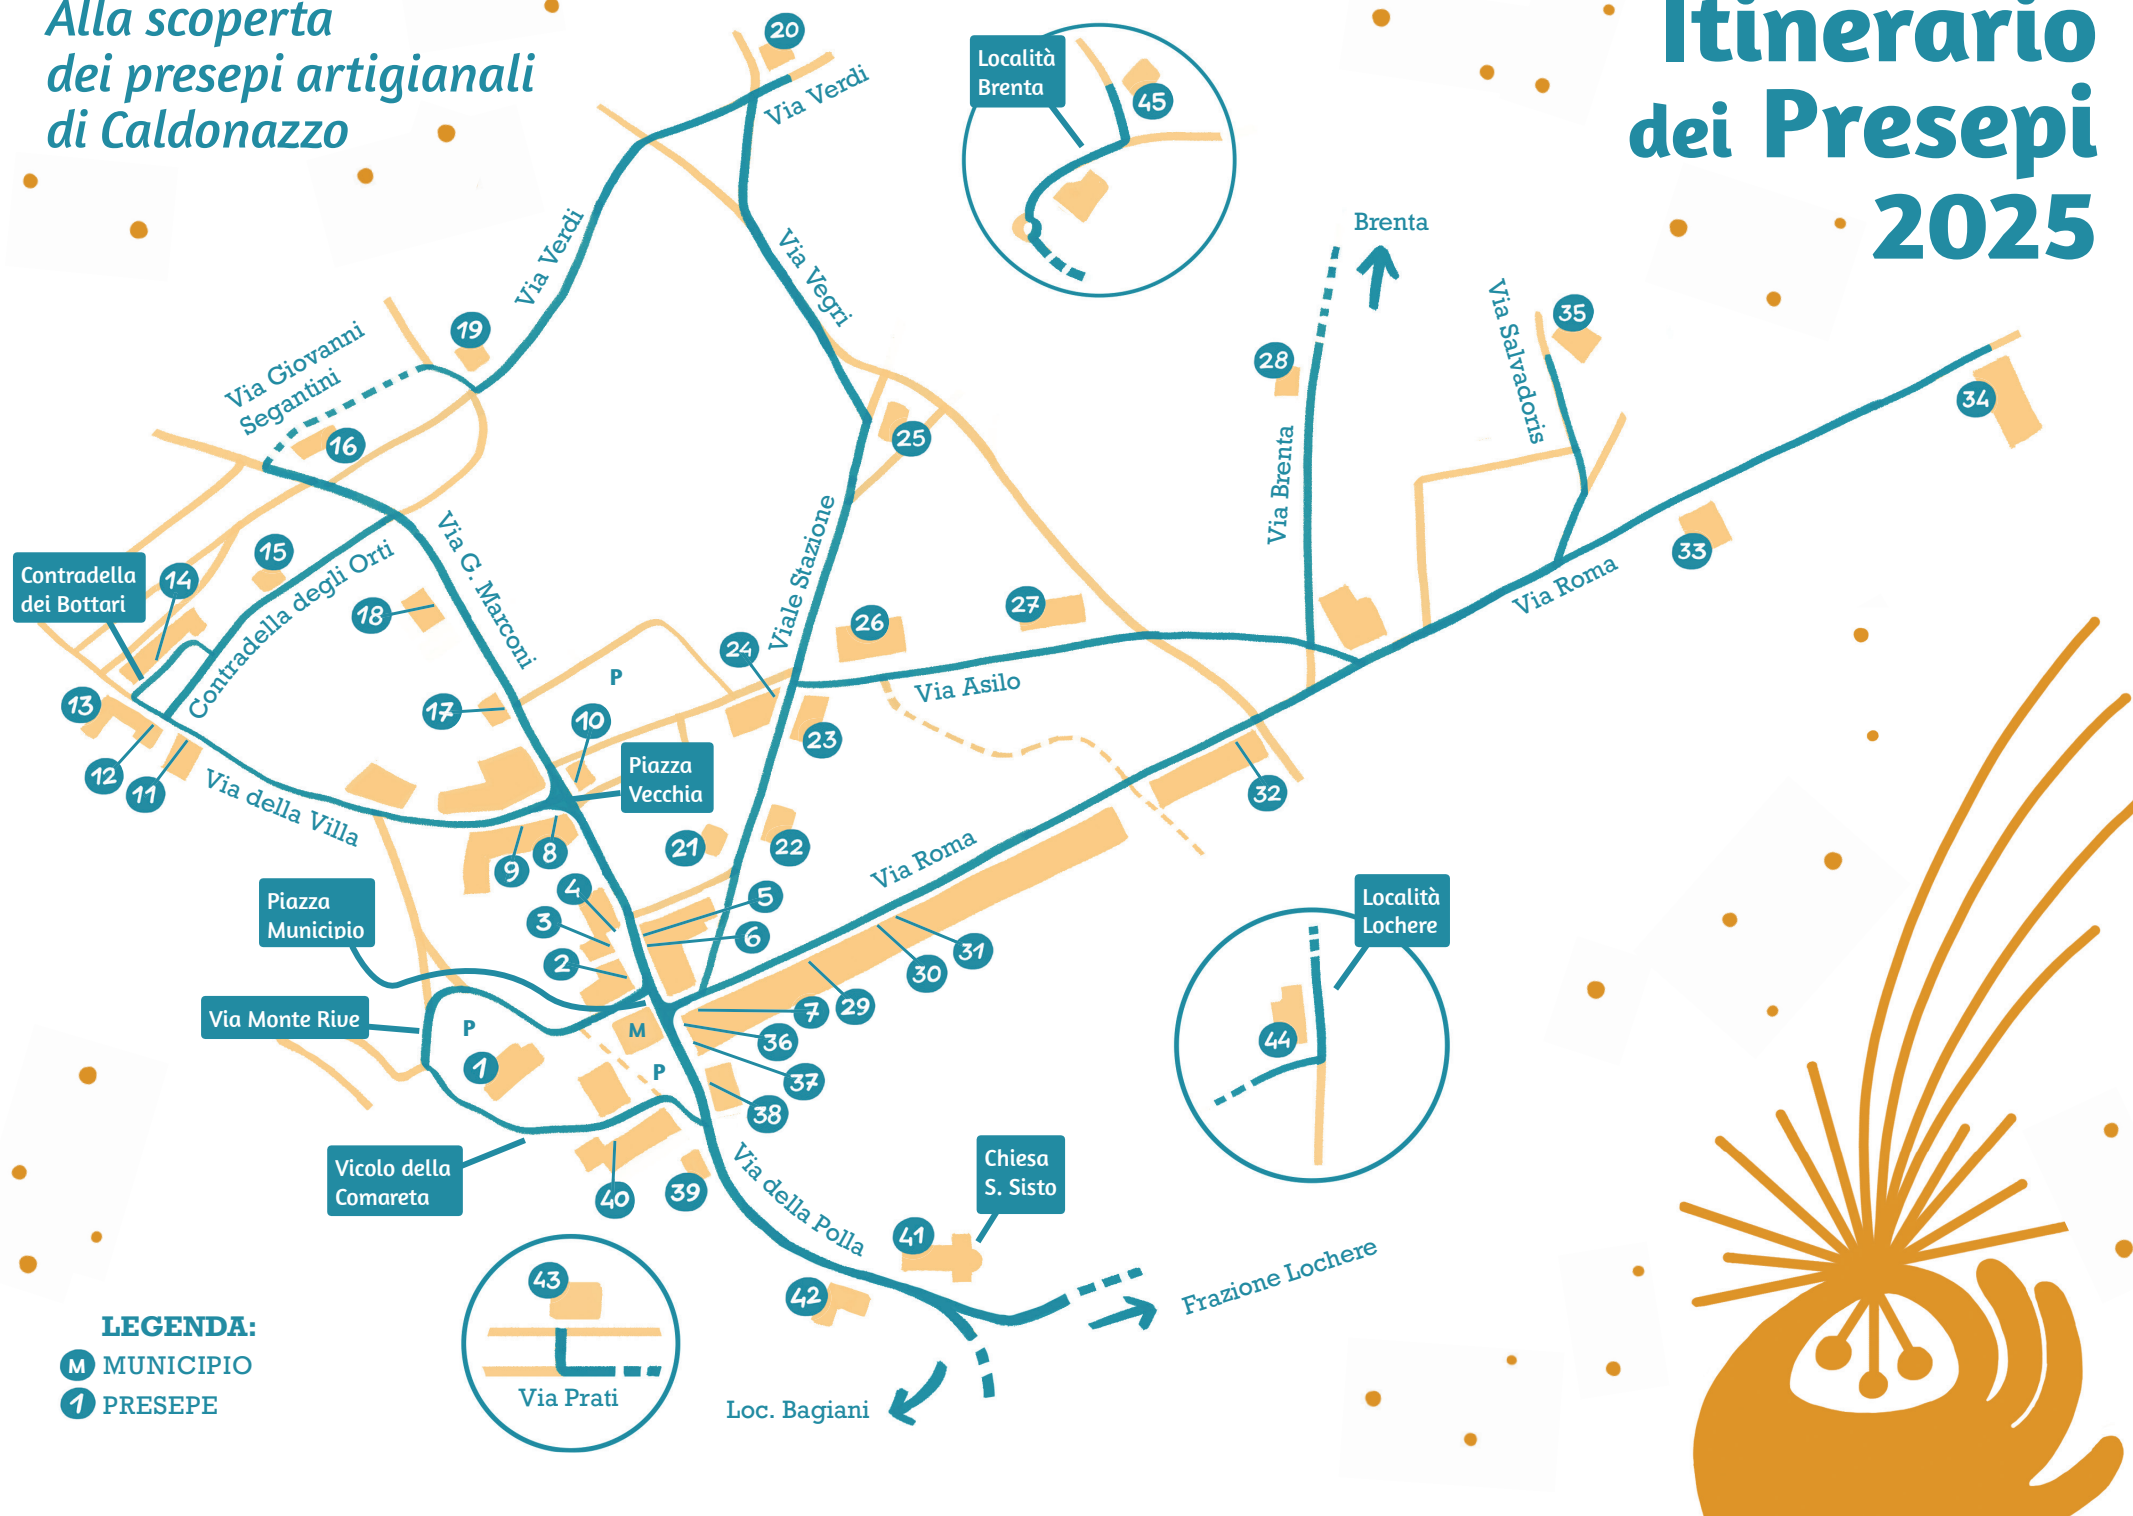 Alla scoperta
dei presepi artigianali
di Caldonazzo
Itinerario
dei Presepi
2025
20
Via Verdi
Località
Brenta
45
Brenta
Via Verdi
Via Vegri
19
Via Giovanni
Segantini
16
28
35
Via Salvadoris
34
25
Via Brenta
33
Via Roma
Contradella
dei Bottari
14
15
Contradella degli Orti
18
Via G. Marconi
Viale Stazione
26
27
24
P
Via Asilo
13
12
11
17
10
23
Piazza
Vecchia
Via della Villa
32
9
8
21
22
Via Roma
4
3
2
5
6
Piazza
Municipio
31
30
29
7
Località
Lochere
44
Via Monte Rive
P
1
M
P
36
37
38
Vicolo della
Comareta
40
39
Via della Polla
Chiesa
S. Sisto
41
42
Frazione Lochere
43
Via Prati
Loc. Bagiani
LEGENDA:
M MUNICIPIO
1 PRESEPE